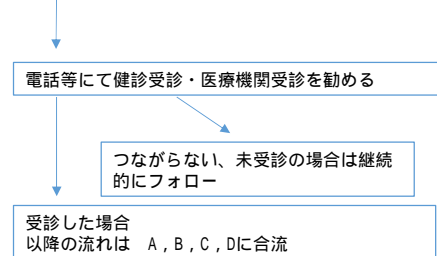 電話等にて健診受診・医療機関受診を勧める
つながらない、未受診の場合は継続
的にフォロー
受診した場合
以降の流れは　A,B,C,Dに合流